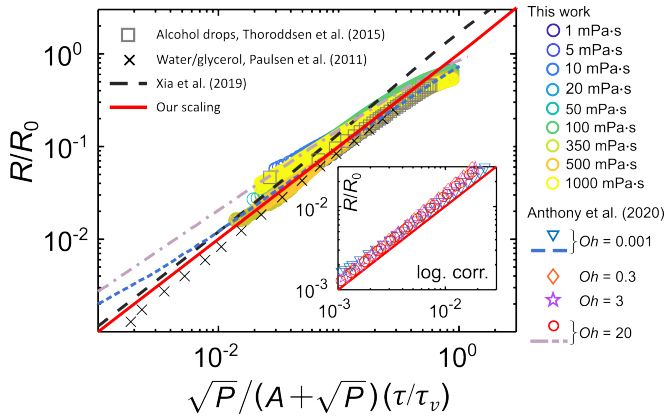 This work
1 mPa·s
5 mPa·s
10 mPa·s
20 mPa·s
50 mPa·s
100 mPa·s
350 mPa·s
500 mPa·s
1000 mPa·s
Anthony et al. (2020)
Oh = 0.001
Oh = 0.3
Oh = 3
Oh = 20
Alcohol drops, Thoroddsen et al. (2015)
Water/glycerol, Paulsen et al. (2011)
Xia et al. (2019)
Our scaling
R/R₀
10⁰
10⁻¹
10⁻²
R/R₀
10⁻²
10⁻³
log. corr.
10⁻³ 10⁻²
10⁻² 10⁰
√P/(A+√P)(τ/τᵥ)